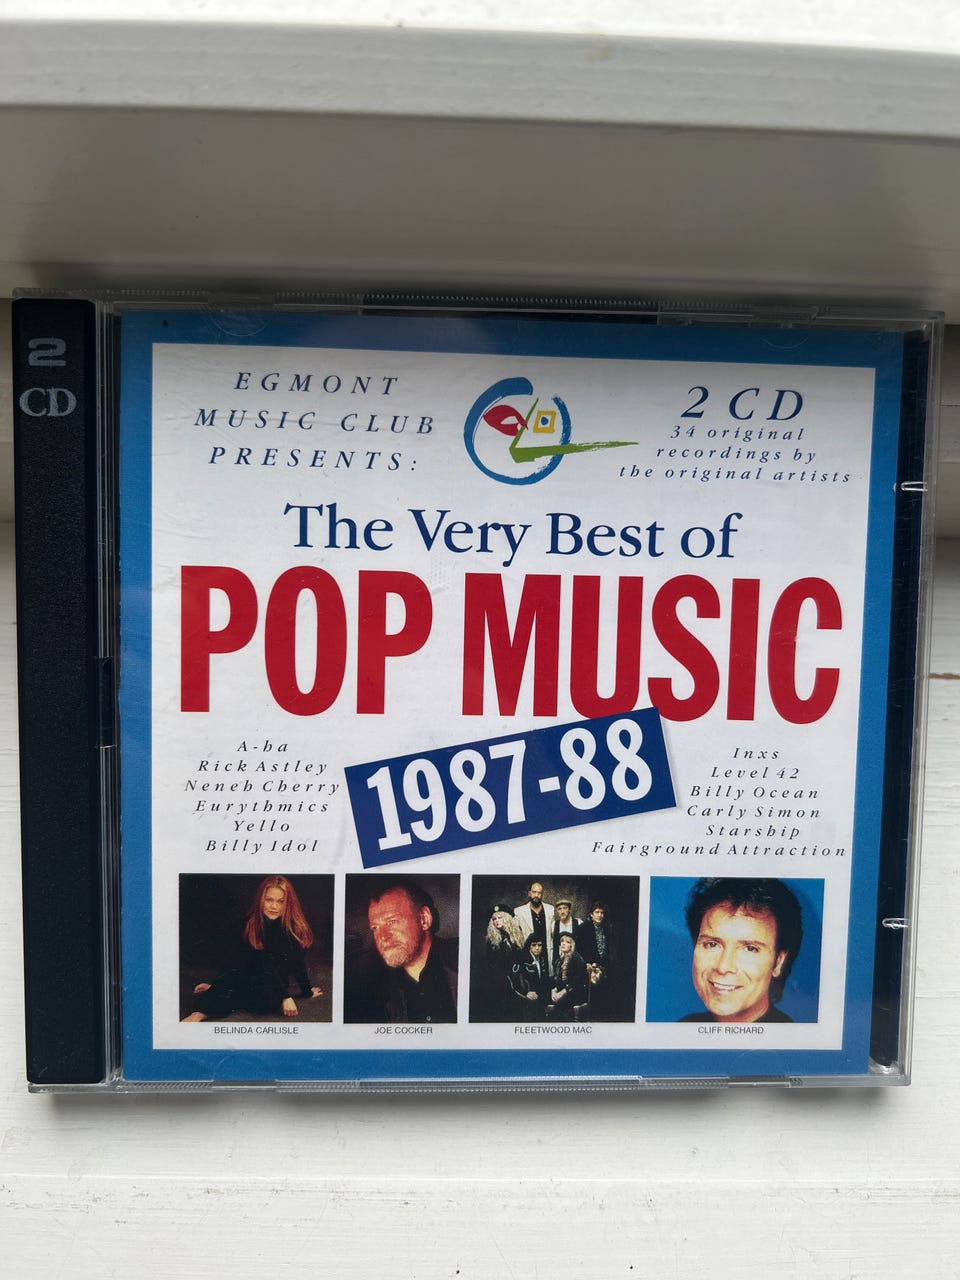 2
CD
EGMONT
MUSIC CLUB
PRESENTS:
2 CD
34 original
recordings by
the original artists
The Very Best of
POP MUSIC
1987-88
A-ha
Rick Astley
Neneh Cherry
Eurythmics
Yello
Billy Idol
Inxs
Level 42
Billy Ocean
Carly Simon
Starship
Fairground Attraction
BELINDA CARLISLE
JOE COCKER
FLEETWOOD MAC
CLIFF RICHARD